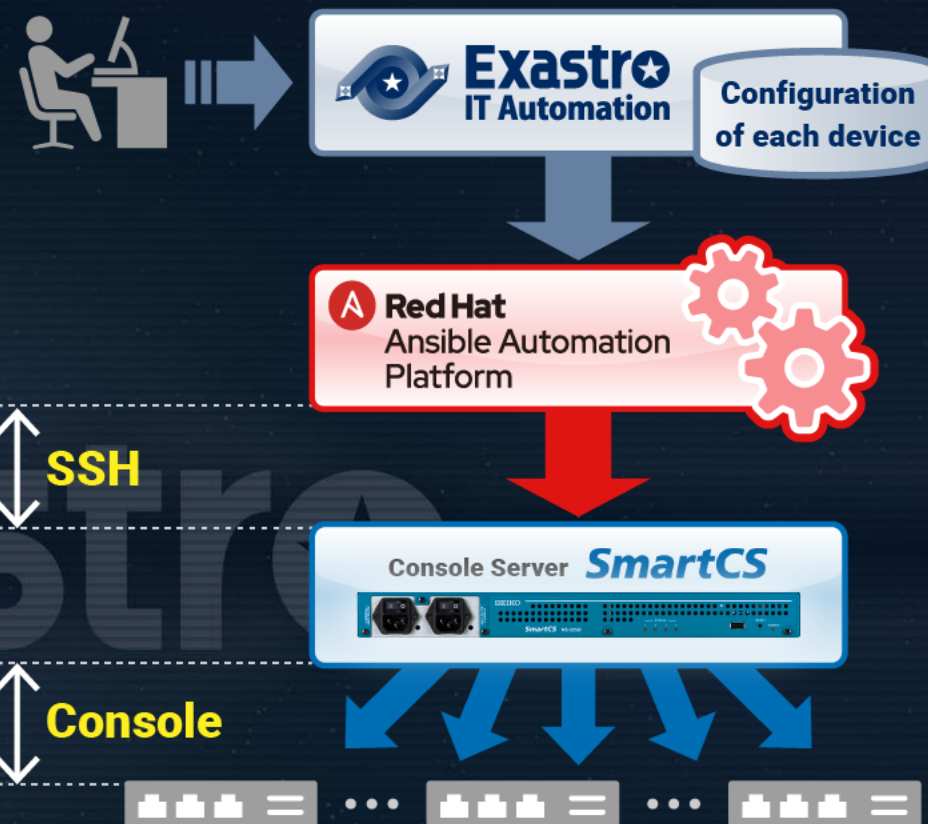 Exastro
IT Automation
Configuration
of each device
Red Hat
Ansible Automation
Platform
SSH
stro
Console Server SmartCS
SEIKO
SmartCS
Console